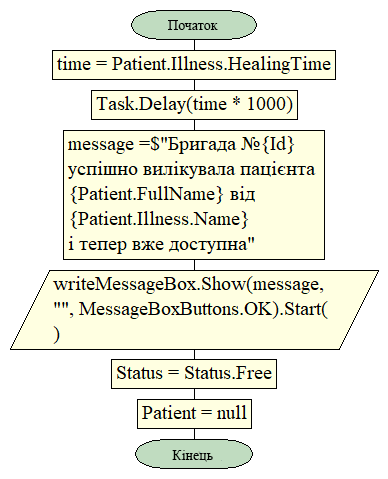 Початок
time = Patient.Illness.HealingTime
Task.Delay(time * 1000)
message =$"Бригада №{Id}
успішно вилікувала пацієнта
{Patient.FullName} від
{Patient.Illness.Name}
і тепер вже доступна"
writeMessageBox.Show(message,
"", MessageBoxButtons.OK).Start(
)
Status = Status.Free
Patient = null
Кінець